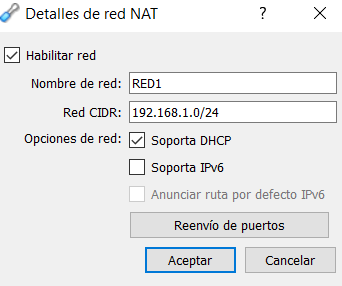 Detalles de red NAT
Habilitar red
Nombre de red: RED1
Red CIDR: 192.168.1.0/24
Opciones de red: Soporta DHCP
Soporta IPv6
Anunciar ruta por defecto IPv6
Reenvío de puertos
Aceptar Cancelar